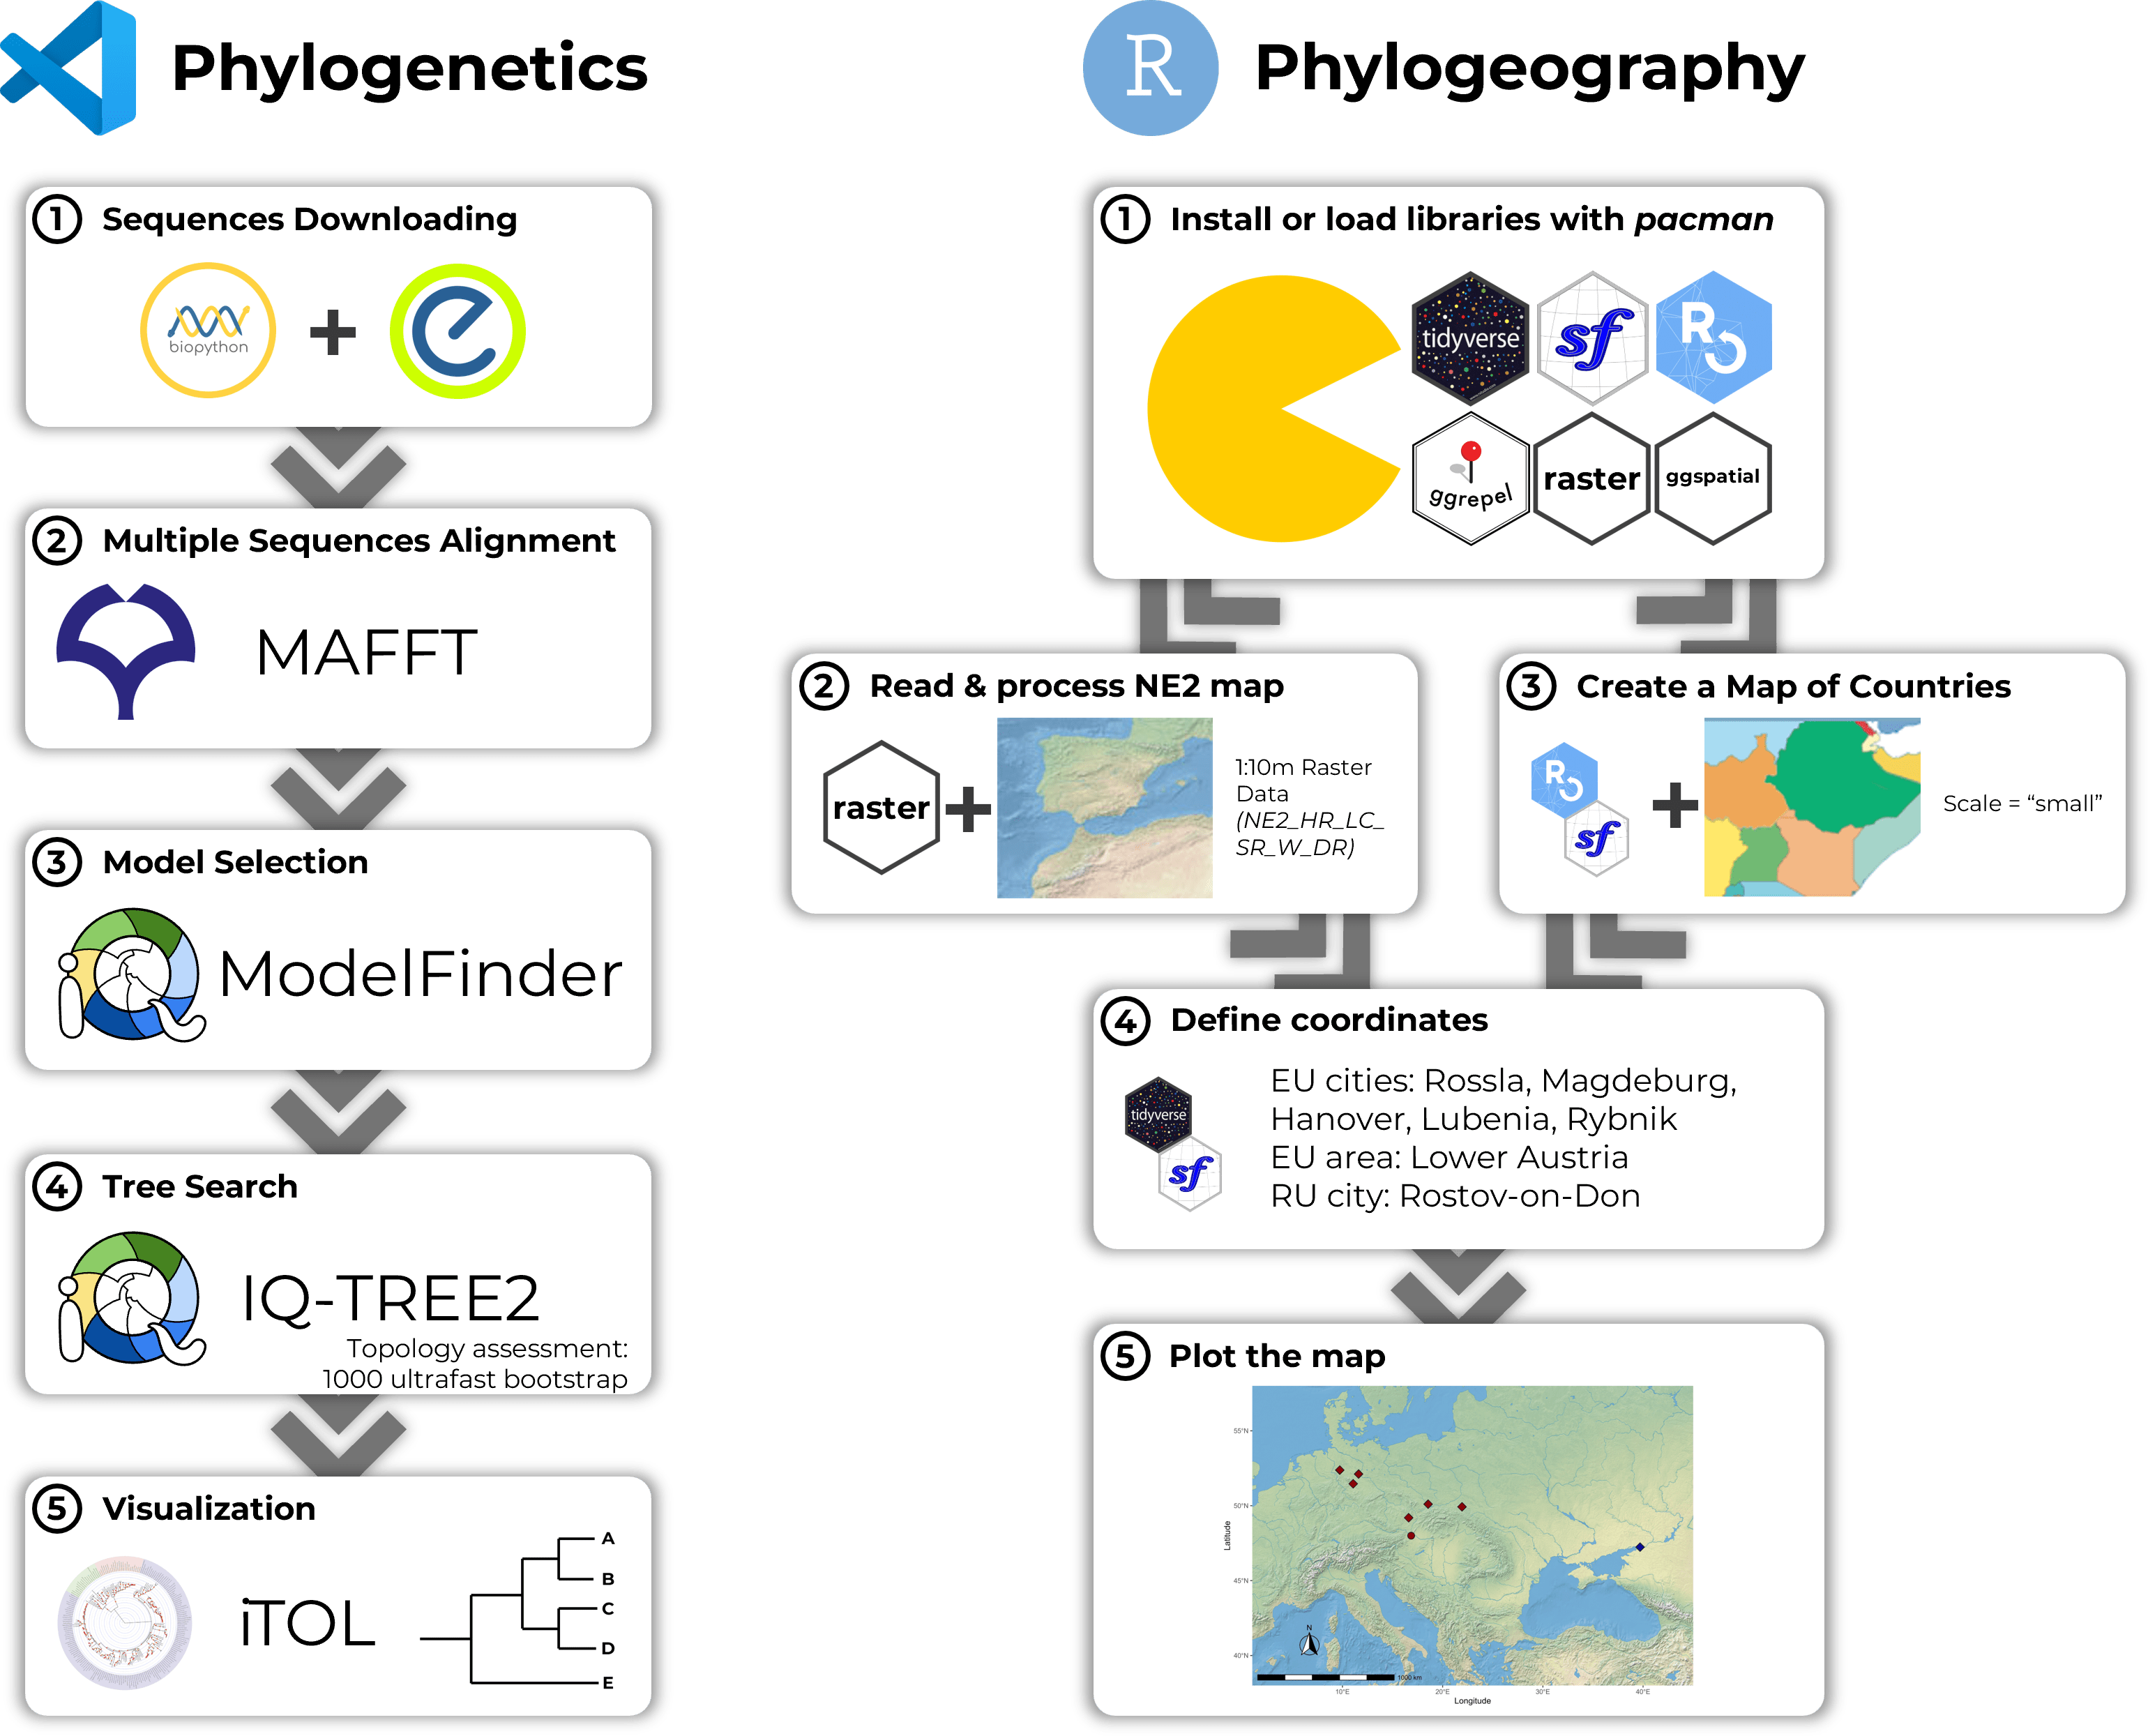 Phylogenetics
1 Sequences Downloading
biopython
2 Multiple Sequences Alignment
MAFFT
3 Model Selection
ModelFinder
4 Tree Search
IQ-TREE2
Topology assessment:
1000 ultrafast bootstrap
5 Visualization
iTOL
A
B
C
D
E
R Phylogeography
1 Install or load libraries with pacman
tidyverse
sf
R
ggrepel
raster
ggspatial
2 Read & process NE2 map
raster
1:10m Raster
Data
(NE2_HR_LC_
SR_W_DR)
3 Create a Map of Countries
R
sf
Scale = “small”
4 Define coordinates
tidyverse
sf
EU cities: Rossla, Magdeburg,
Hanover, Lubenia, Rybnik
EU area: Lower Austria
RU city: Rostov-on-Don
5 Plot the map
55°N
50°N
45°N
40°N
Latitude
N
1000 km
10°E 20°E 30°E 40°E
Longitude